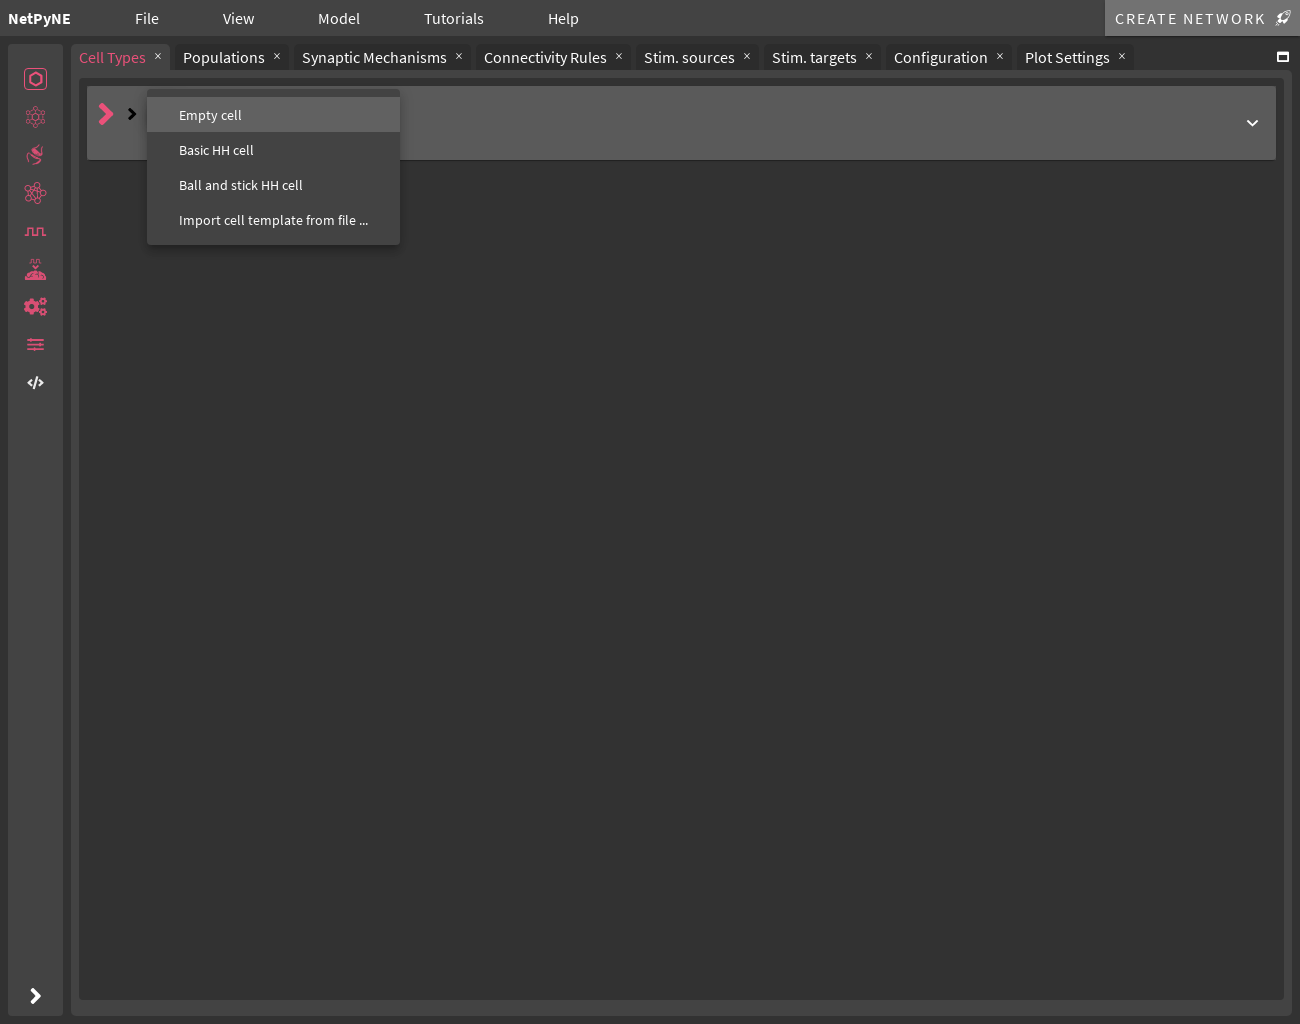 NetPyNE File View Model Tutorials Help CREATE NETWORK
Cell Types × Populations × Synaptic Mechanisms × Connectivity Rules × Stim. sources × Stim. targets × Configuration × Plot Settings ×
Empty cell
Basic HH cell
Ball and stick HH cell
Import cell template from file ...